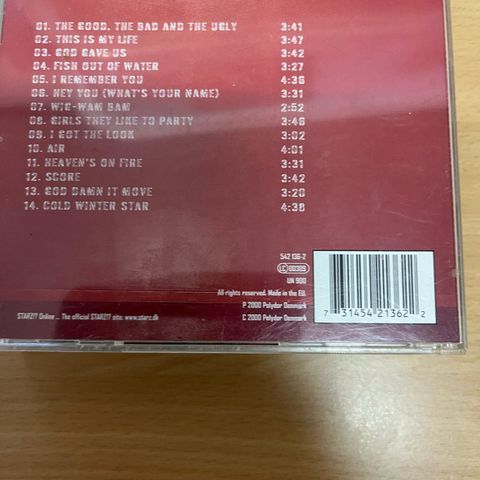 01. THE GOOD, THE BAD AND THE UGLY 3:41
02. THIS IS MY LIFE 3:47
03. GOD GAVE US 3:42
04. FISH OUT OF WATER 3:27
05. I REMEMBER YOU 4:36
06. HEY YOU (WHAT'S YOUR NAME) 3:31
07. WIG-WAM BAM 2:52
08. GIRLS THEY LIKE TO PARTY 3:46
09. I GOT THE LOOK 3:02
10. AIR 4:01
11. HEAVEN'S ON FIRE 3:31
12. SCORE 3:42
13. GOD DAMN IT MOVE 3:20
14. COLD WINTER STAR 4:38
542 136-2
LC 00309
UN 900
All rights reserved. Made in the EU.
P 2000 Polydor Denmark
C 2000 Polydor Denmark
STARZ!? Online ... The official STARZ!? site: www.starz.dk
7 31454 21362 2